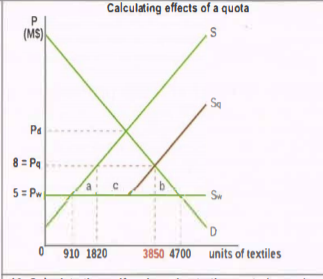 Calculating effects of a quota
P
(M$)
S
Sq
Pd
8 = Pq
a c b
5 = Pw
Sw
D
0 910 1820 3850 4700 units of textiles